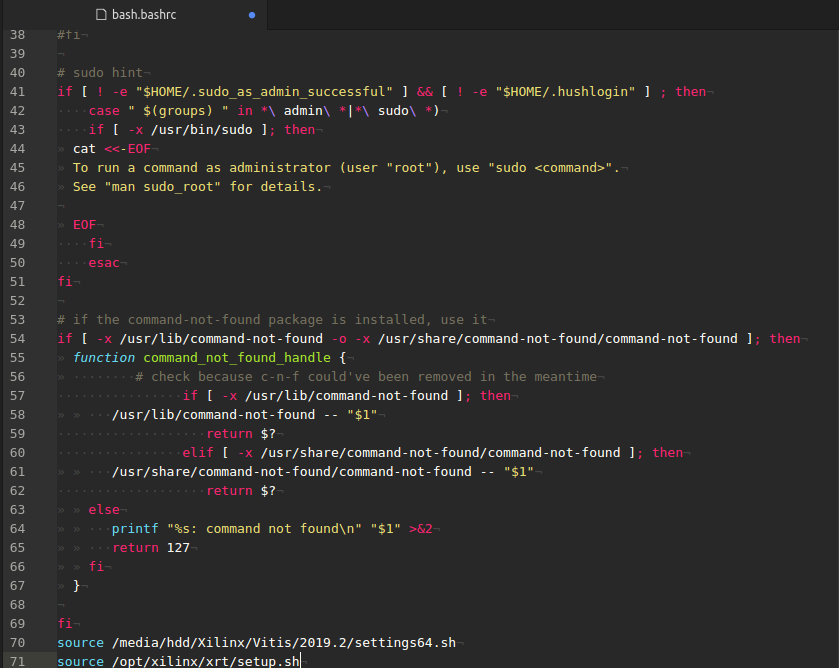 bash.bashrc
38 #fi
39
40 # sudo hint
41 if [ ! -e "$HOME/.sudo_as_admin_successful" ] && [ ! -e "$HOME/.hushlogin" ] ; then
42     case " $(groups) " in *\ admin\ *|*\ sudo\ *)
43     if [ -x /usr/bin/sudo ]; then
44 cat <<-EOF
45 To run a command as administrator (user "root"), use "sudo <command>".
46 See "man sudo_root" for details.
47
48 EOF
49     fi
50     esac
51 fi
52
53 # if the command-not-found package is installed, use it
54 if [ -x /usr/lib/command-not-found -o -x /usr/share/command-not-found/command-not-found ]; then
55 function command_not_found_handle {
56         # check because c-n-f could've been removed in the meantime
57                 if [ -x /usr/lib/command-not-found ]; then
58    /usr/lib/command-not-found -- "$1"
59                    return $?
60                 elif [ -x /usr/share/command-not-found/command-not-found ]; then
61    /usr/share/command-not-found/command-not-found -- "$1"
62                    return $?
63 else
64    printf "%s: command not found\n" "$1" >&2
65    return 127
66 fi
67 }
68
69 fi
70 source /media/hdd/Xilinx/Vitis/2019.2/settings64.sh
71 source /opt/xilinx/xrt/setup.sh